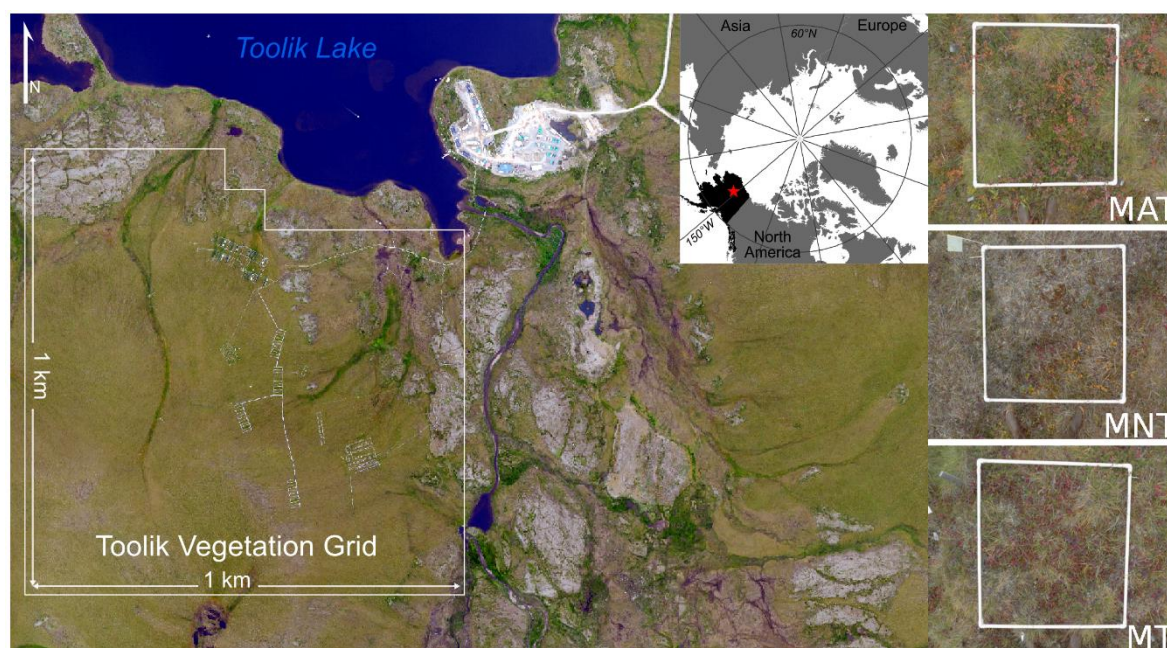 Toolik Lake
N
1 km
Toolik Vegetation Grid
1 km
Asia
60°N
Europe
150°W
North
America
MAT
MNT
MT